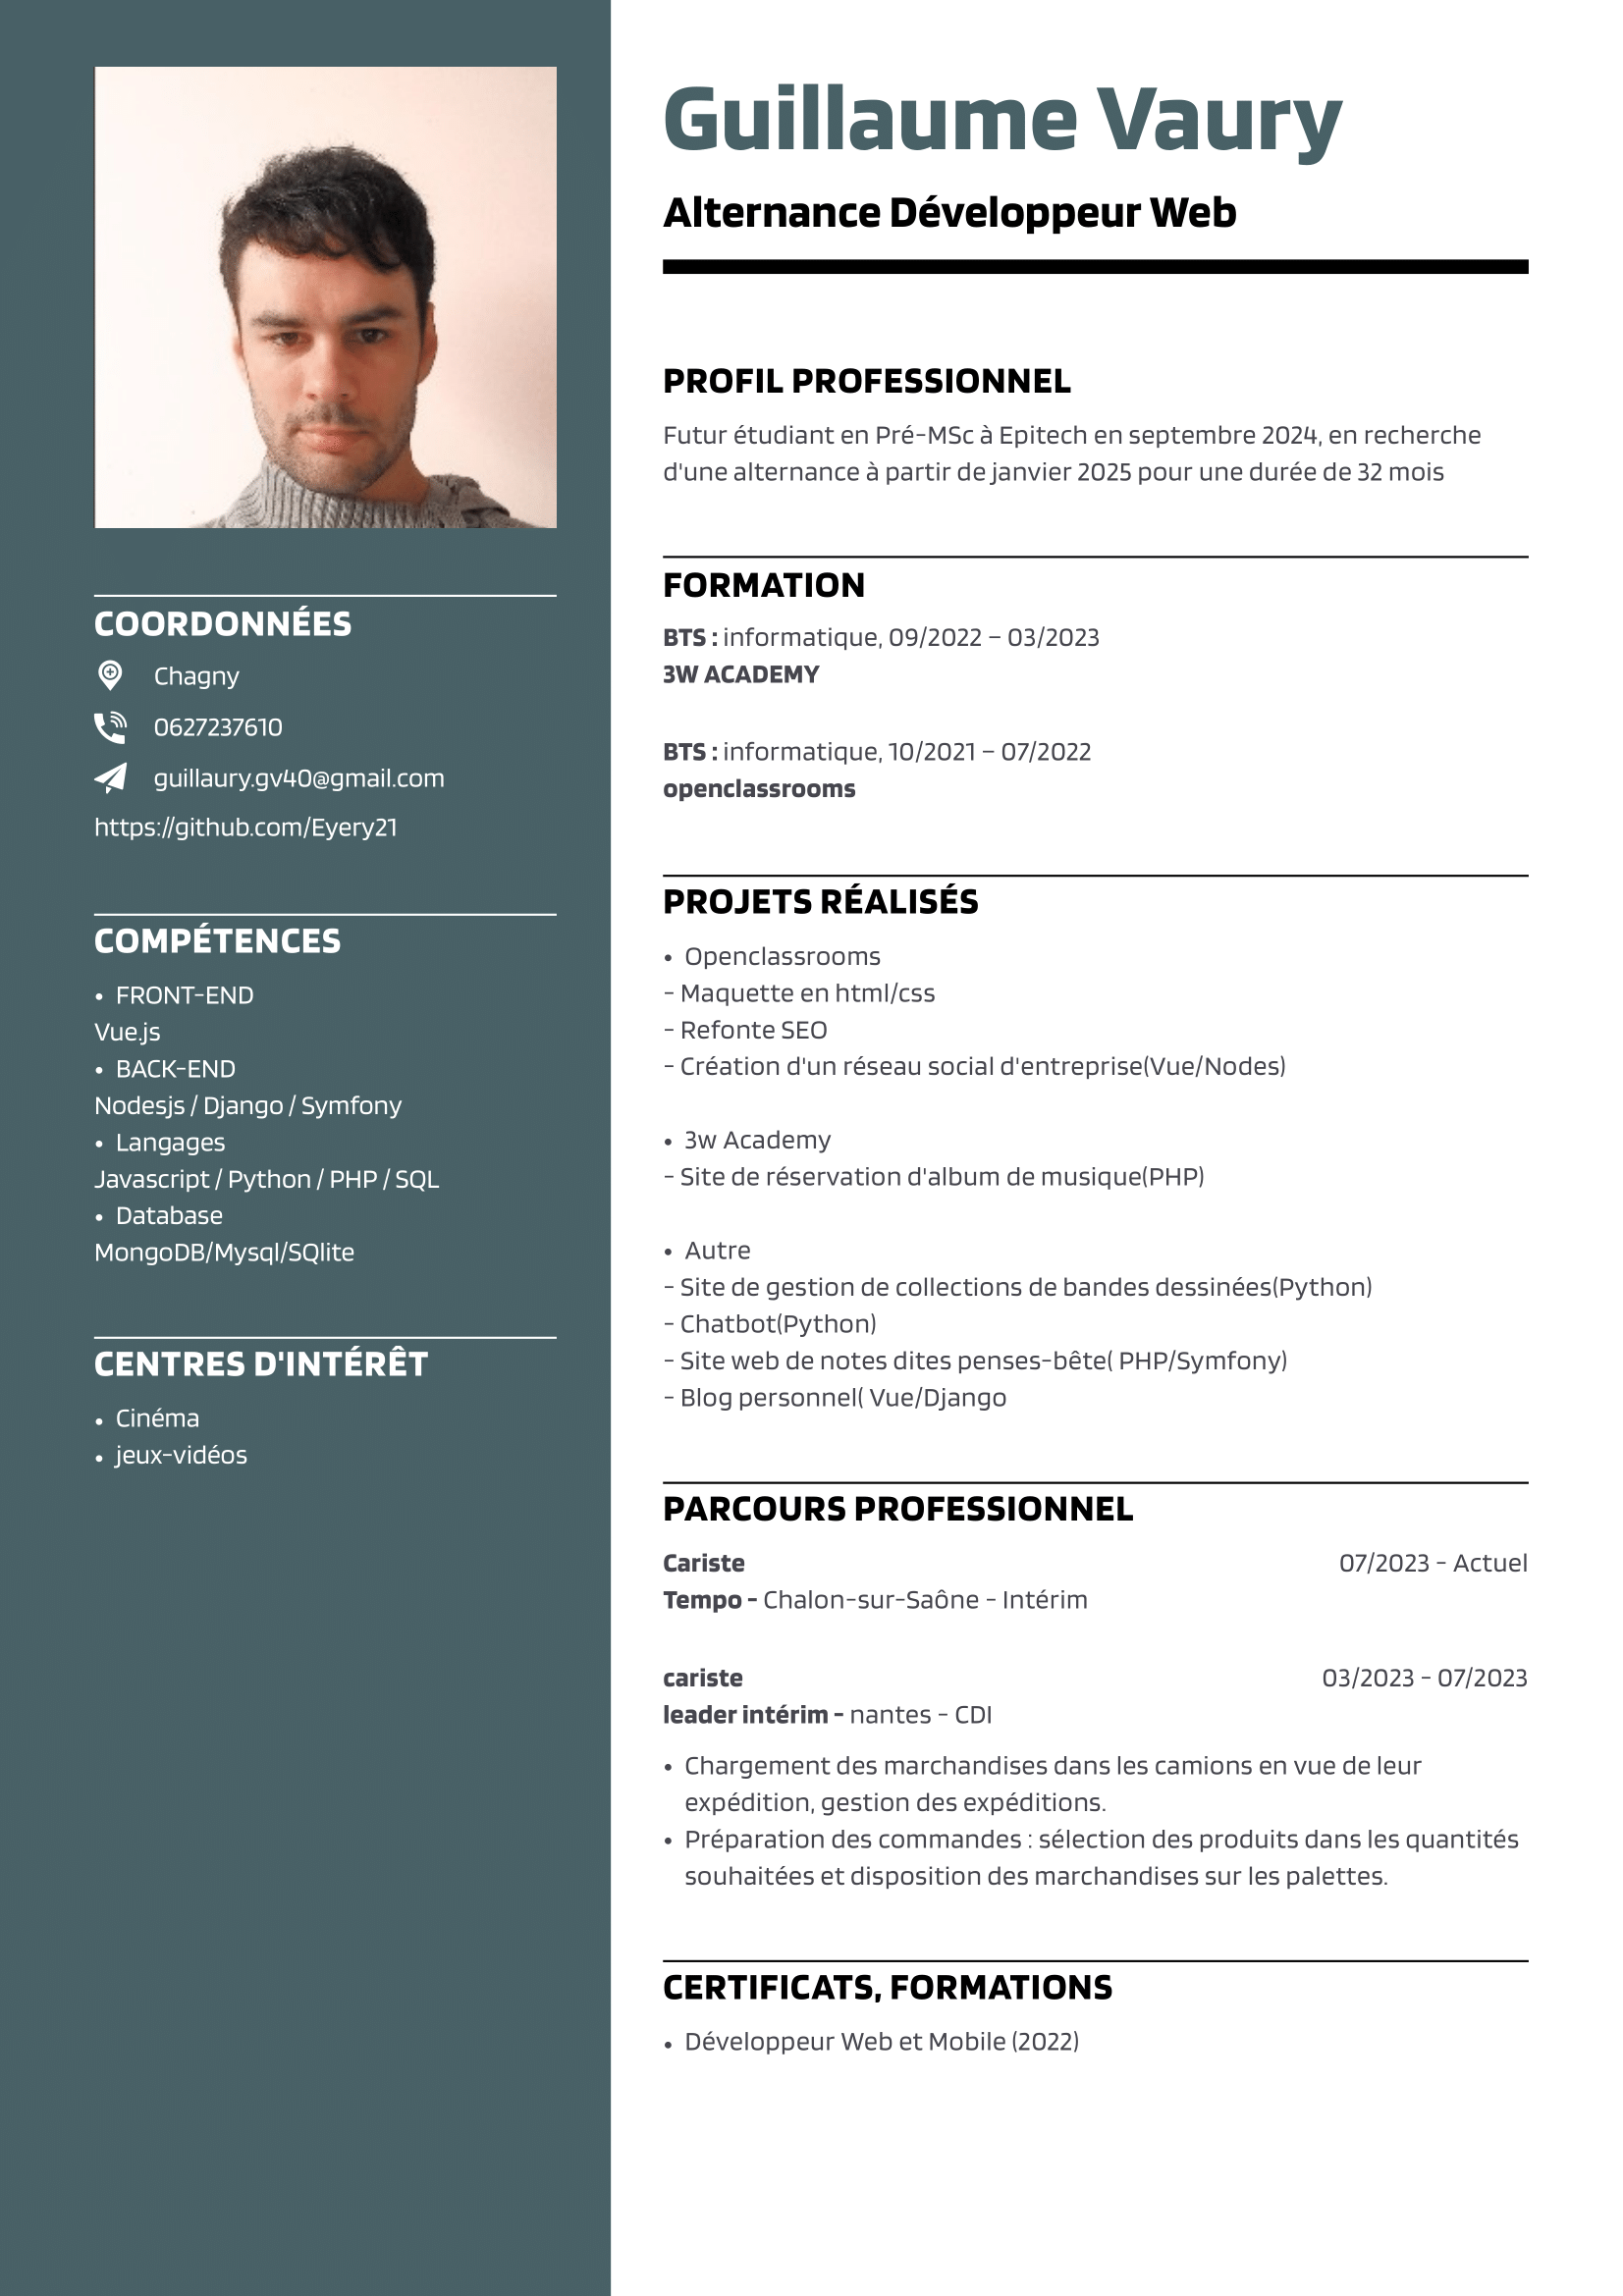 Guillaume Vaury
Alternance Développeur Web
COORDONNÉES
Chagny
0627237610
guillaury.gv40@gmail.com
https://github.com/Eyery21
COMPÉTENCES
• FRONT-END
Vue.js
• BACK-END
Nodesjs / Django / Symfony
• Langages
Javascript / Python / PHP / SQL
• Database
MongoDB/Mysql/SQlite
CENTRES D'INTÉRÊT
• Cinéma
• jeux-vidéos
PROFIL PROFESSIONNEL
Futur étudiant en Pré-MSc à Epitech en septembre 2024, en recherche
d'une alternance à partir de janvier 2025 pour une durée de 32 mois
FORMATION
BTS : informatique, 09/2022 – 03/2023
3W ACADEMY
BTS : informatique, 10/2021 – 07/2022
openclassrooms
PROJETS RÉALISÉS
• Openclassrooms
- Maquette en html/css
- Refonte SEO
- Création d'un réseau social d'entreprise(Vue/Nodes)
• 3w Academy
- Site de réservation d'album de musique(PHP)
• Autre
- Site de gestion de collections de bandes dessinées(Python)
- Chatbot(Python)
- Site web de notes dites penses-bête( PHP/Symfony)
- Blog personnel( Vue/Django
PARCOURS PROFESSIONNEL
Cariste 07/2023 - Actuel
Tempo - Chalon-sur-Saône - Intérim
cariste 03/2023 - 07/2023
leader intérim - nantes - CDI
• Chargement des marchandises dans les camions en vue de leur
expédition, gestion des expéditions.
• Préparation des commandes : sélection des produits dans les quantités
souhaitées et disposition des marchandises sur les palettes.
CERTIFICATS, FORMATIONS
• Développeur Web et Mobile (2022)